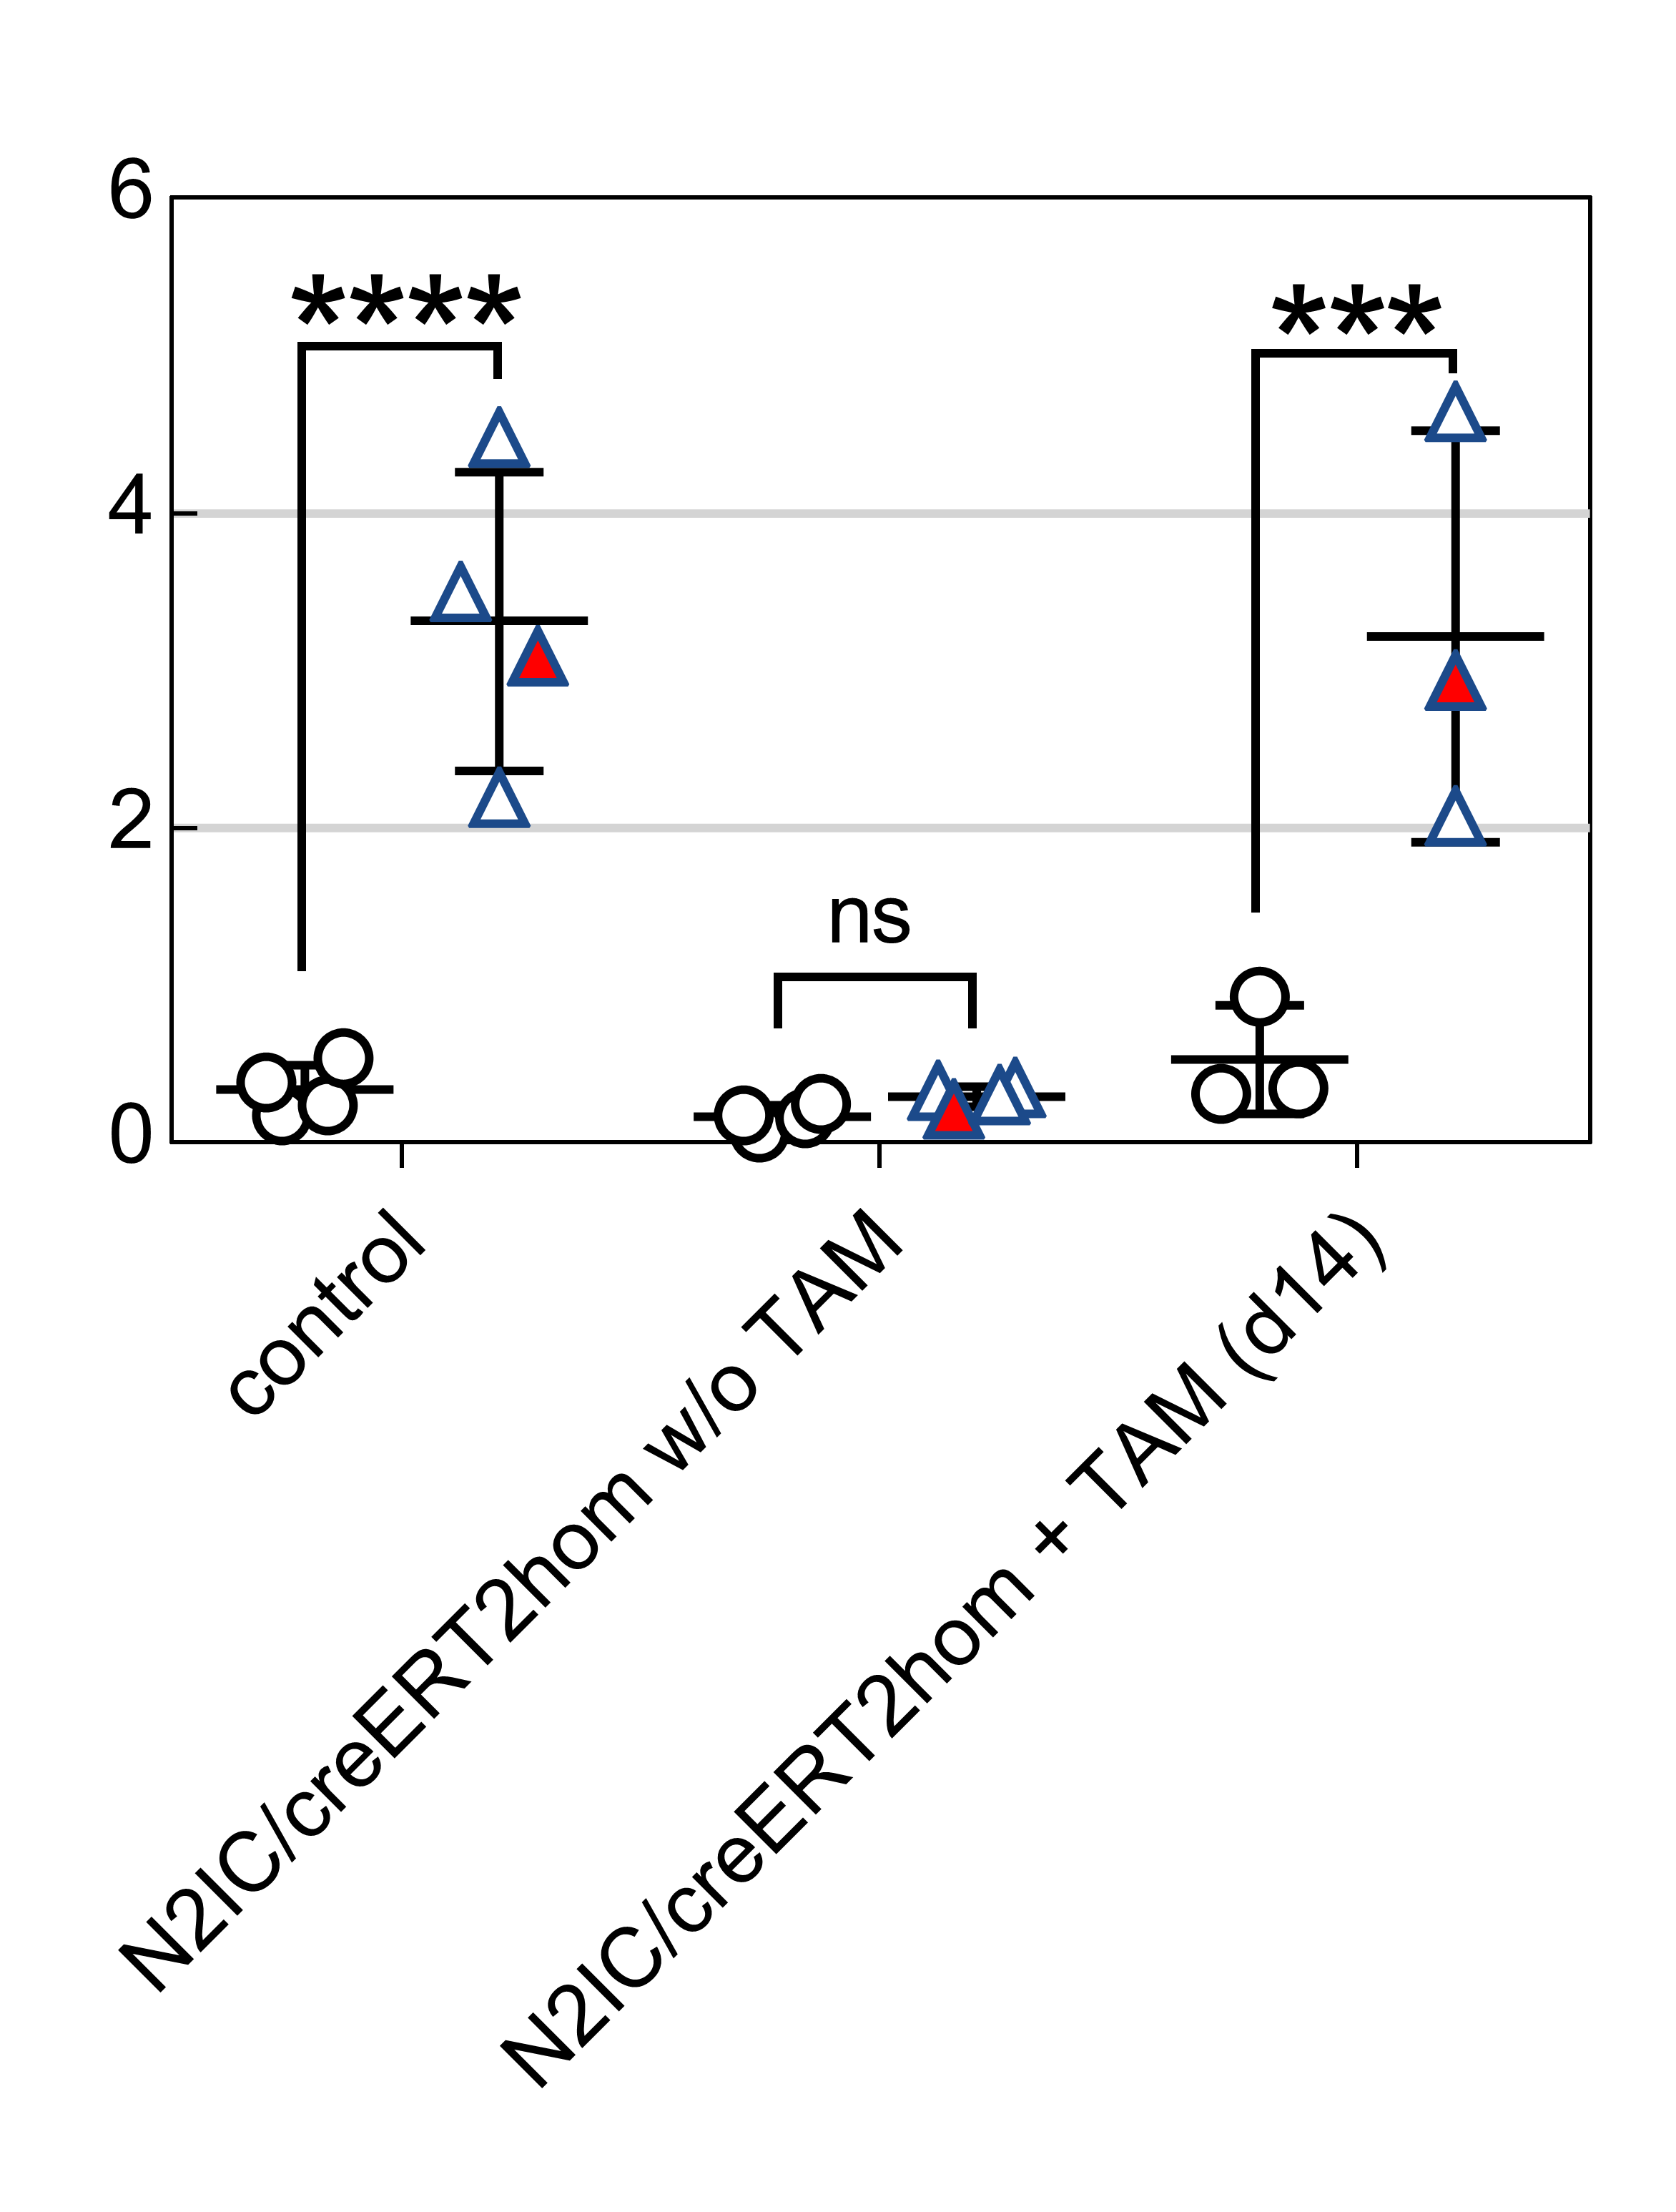 6
****
***
4
2
ns
0
control
N2IC/creERT2hom w/o TAM
N2IC/creERT2hom + TAM (d14)